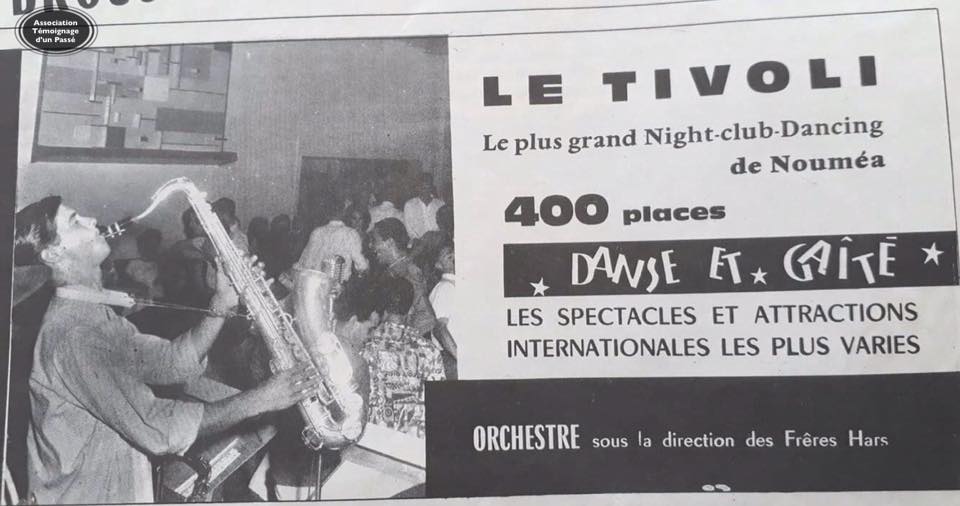 Association
Témoignage
d'un Passé
LE TIVOLI
Le plus grand Night-club-Dancing
de Nouméa
400 places
DANSE ET GAÎTÉ
LES SPECTACLES ET ATTRACTIONS
INTERNATIONALES LES PLUS VARIES
ORCHESTRE sous la direction des Frêres Hars